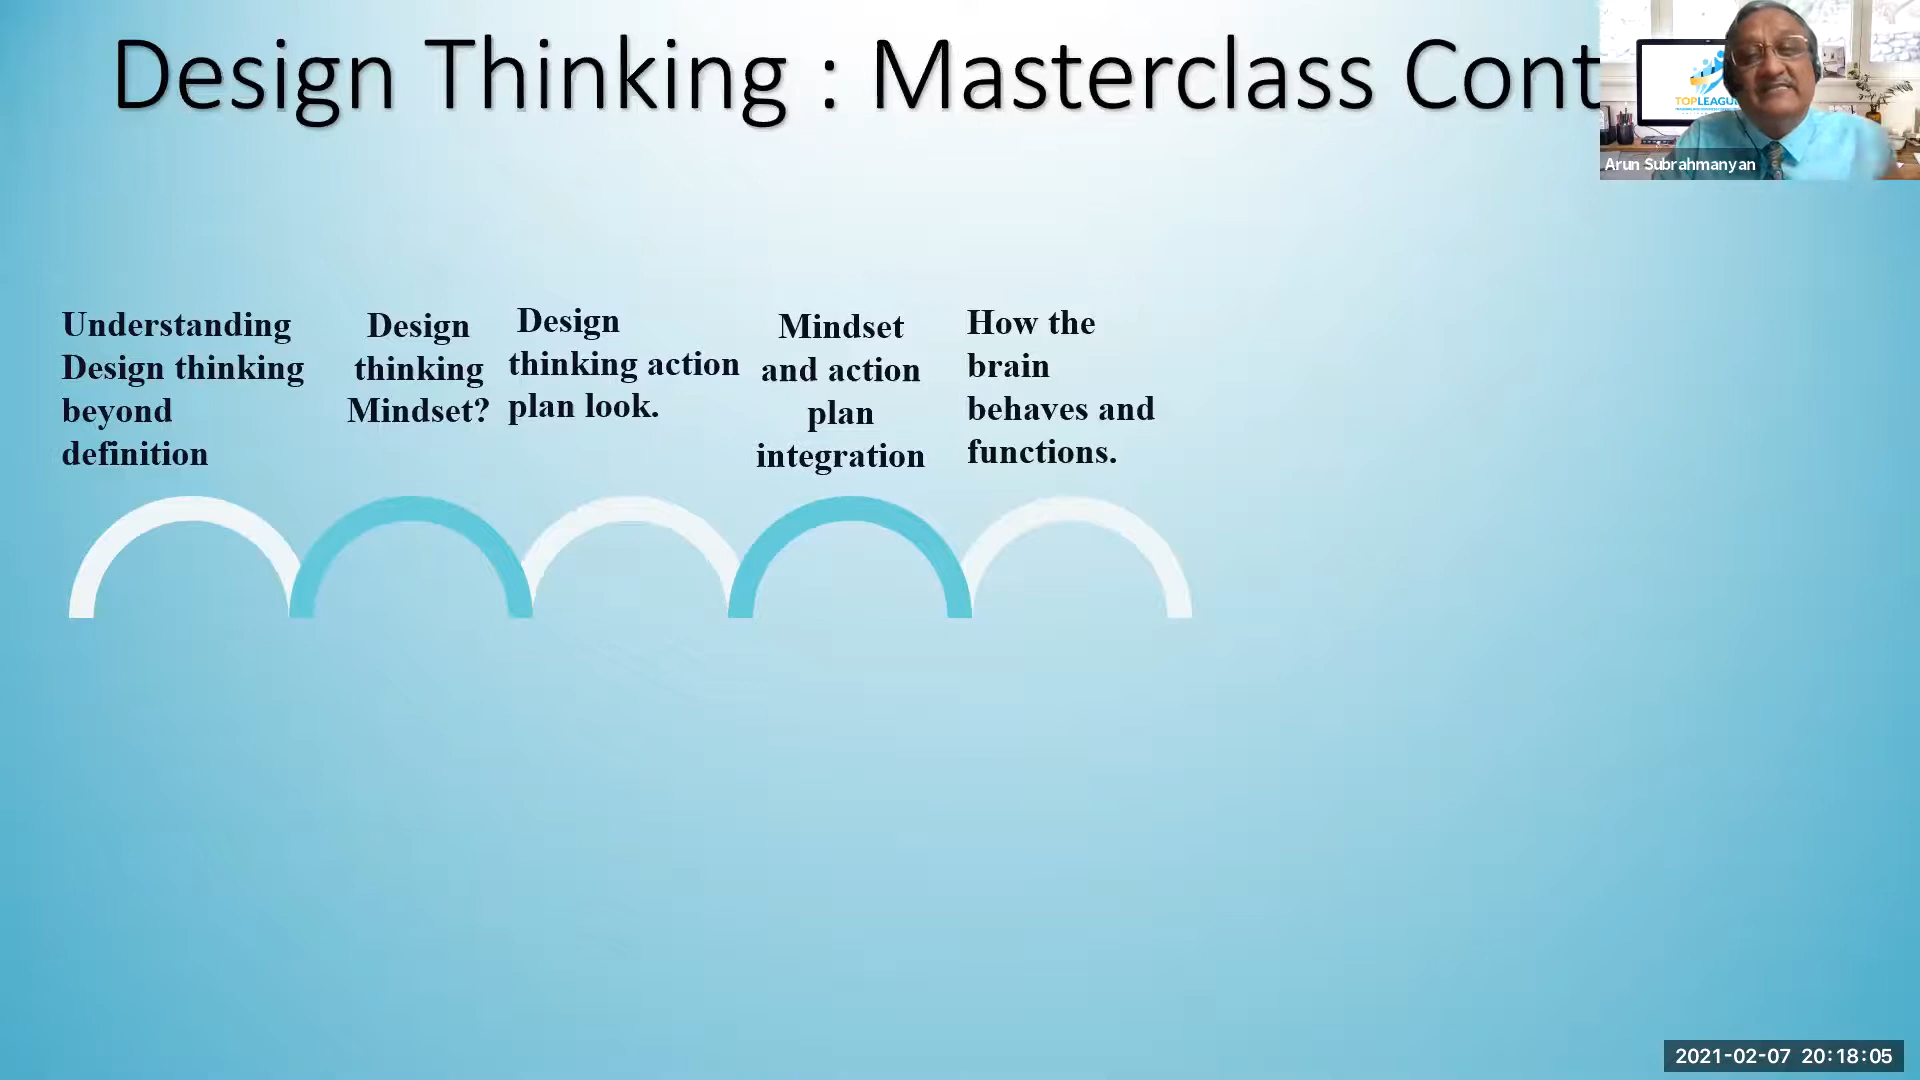 Design Thinking : Masterclass Cont
TOPLEAGU
Arun Subrahmanyan
Understanding
Design thinking
beyond
definition
Design
thinking
Mindset?
Design
thinking action
plan look.
Mindset
and action
plan
integration
How the
brain
behaves and
functions.
2021-02-07 20:18:05